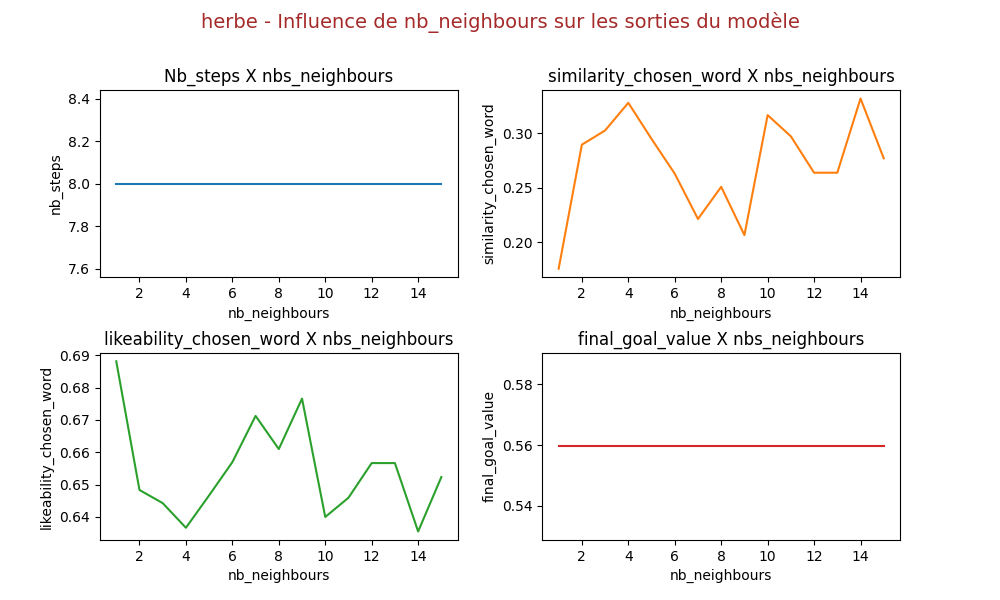 herbe - Influence de nb_neighbours sur les sorties du modèle
Nb_steps X nbs_neighbours
8.4
8.2
8.0
7.8
7.6
nb_steps
2 4 6 8 10 12 14
nb_neighbours
similarity_chosen_word X nbs_neighbours
0.30
0.25
0.20
similarity_chosen_word
2 4 6 8 10 12 14
nb_neighbours
likeability_chosen_word X nbs_neighbours
0.69
0.68
0.67
0.66
0.65
0.64
likeability_chosen_word
2 4 6 8 10 12 14
nb_neighbours
final_goal_value X nbs_neighbours
0.58
0.56
0.54
final_goal_value
2 4 6 8 10 12 14
nb_neighbours